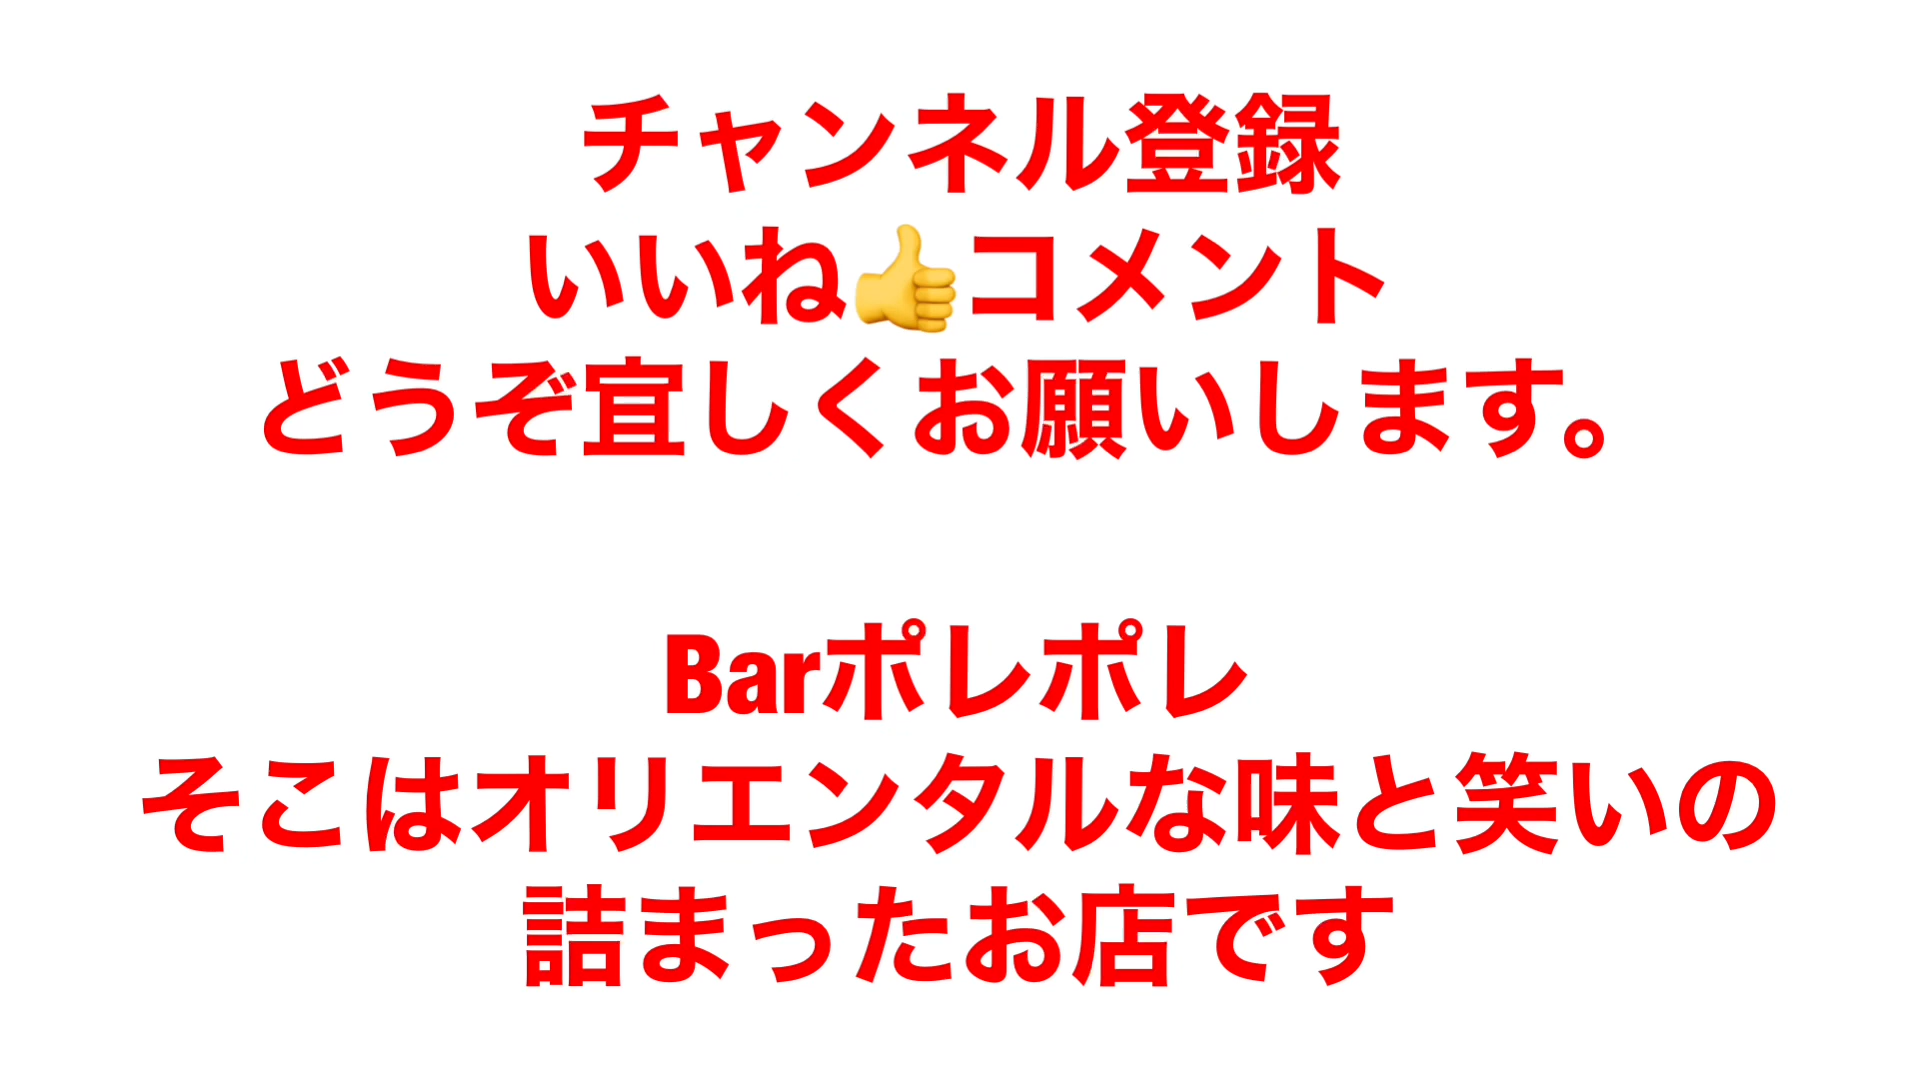 チャンネル登録
いいね👍コメント
どうぞ宜しくお願いします。
Barポレポレ
そこはオリエンタルな味と笑いの
詰まったお店です